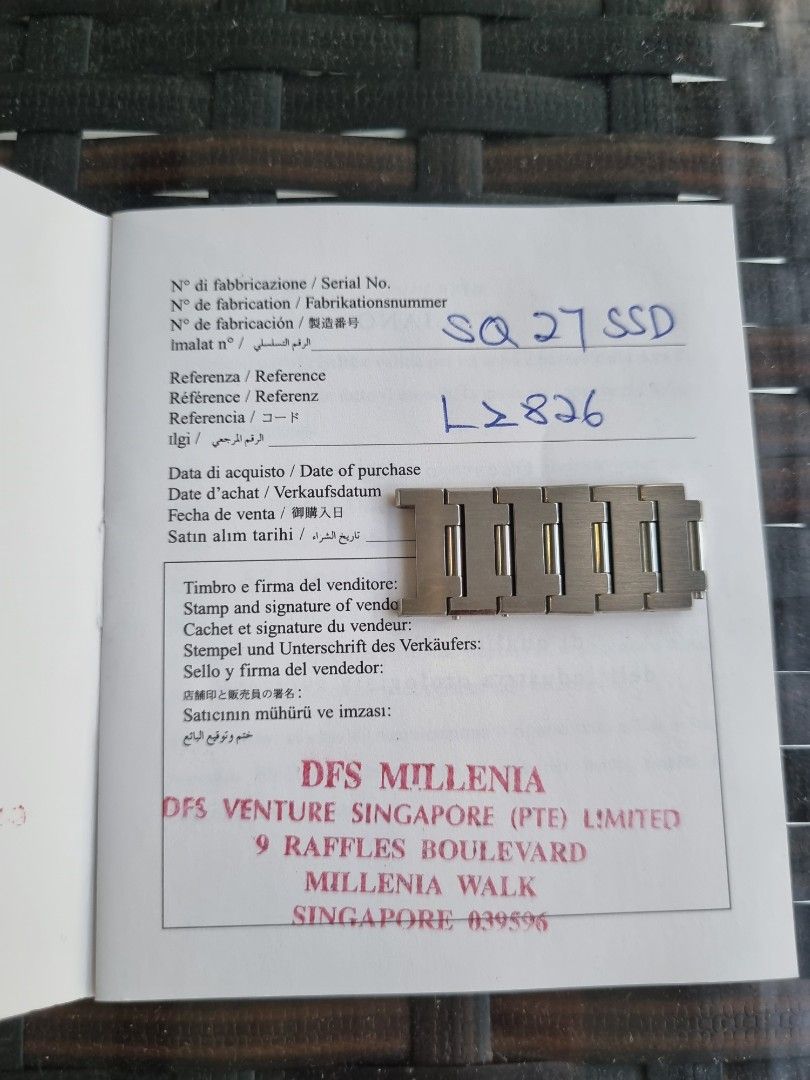 N° di fabbricazione / Serial No.
N° de fabrication / Fabrikationsnummer
N° de fabricación / 製造番号
İmalat n° / الرقم التسلسلي
SQ 27 SSD
Referenza / Reference
Référence / Referenz
Referencia / コード
Ilgi / الرقم المرجعي
L2826
Data di acquisto / Date of purchase
Date d'achat / Verkaufsdatum
Fecha de venta / 御購入日
Satın alım tarihi / تاريخ الشراء
Timbro e firma del venditore:
Stamp and signature of vendo
Cachet et signature du vendeur:
Stempel und Unterschrift des Verkäufers:
Sello y firma del vendedor:
店舗印と販売員の署名:
Satıcının mühürü ve imzası:
ختم وتوقيع البائع
DFS MILLENIA
DFS VENTURE SINGAPORE (PTE) LIMITED
9 RAFFLES BOULEVARD
MILLENIA WALK
SINGAPORE 039596